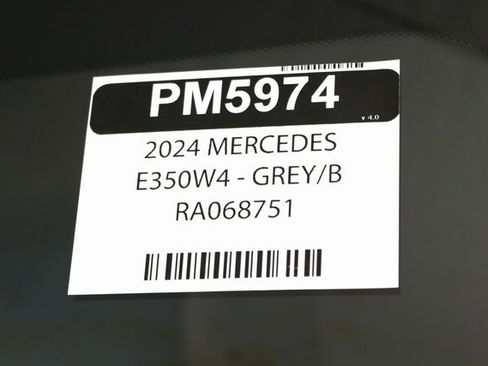 PM5974
v 4.0
2024 MERCEDES
E350W4 - GREY/B
RA068751